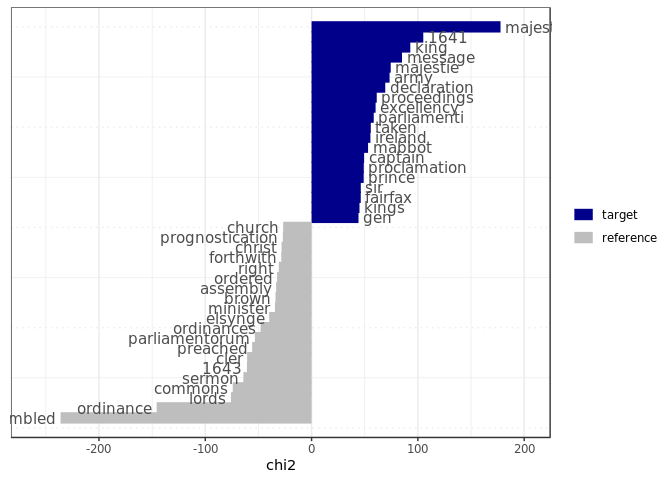 majest
1641
king
message
majestie
army
declaration
proceedings
excellency
parliamenti
taken
ireland
mabbot
captain
proclamation
prince
sir
fairfax
kings
gen
church
prognostication
christ
forthwith
right
ordered
assembly
brown
minister
elsynge
ordinances
parliamentorum
preached
cler
1643
sermon
commons
lords
ordinance
mbled
target
reference
-200 -100 0 100 200
chi2